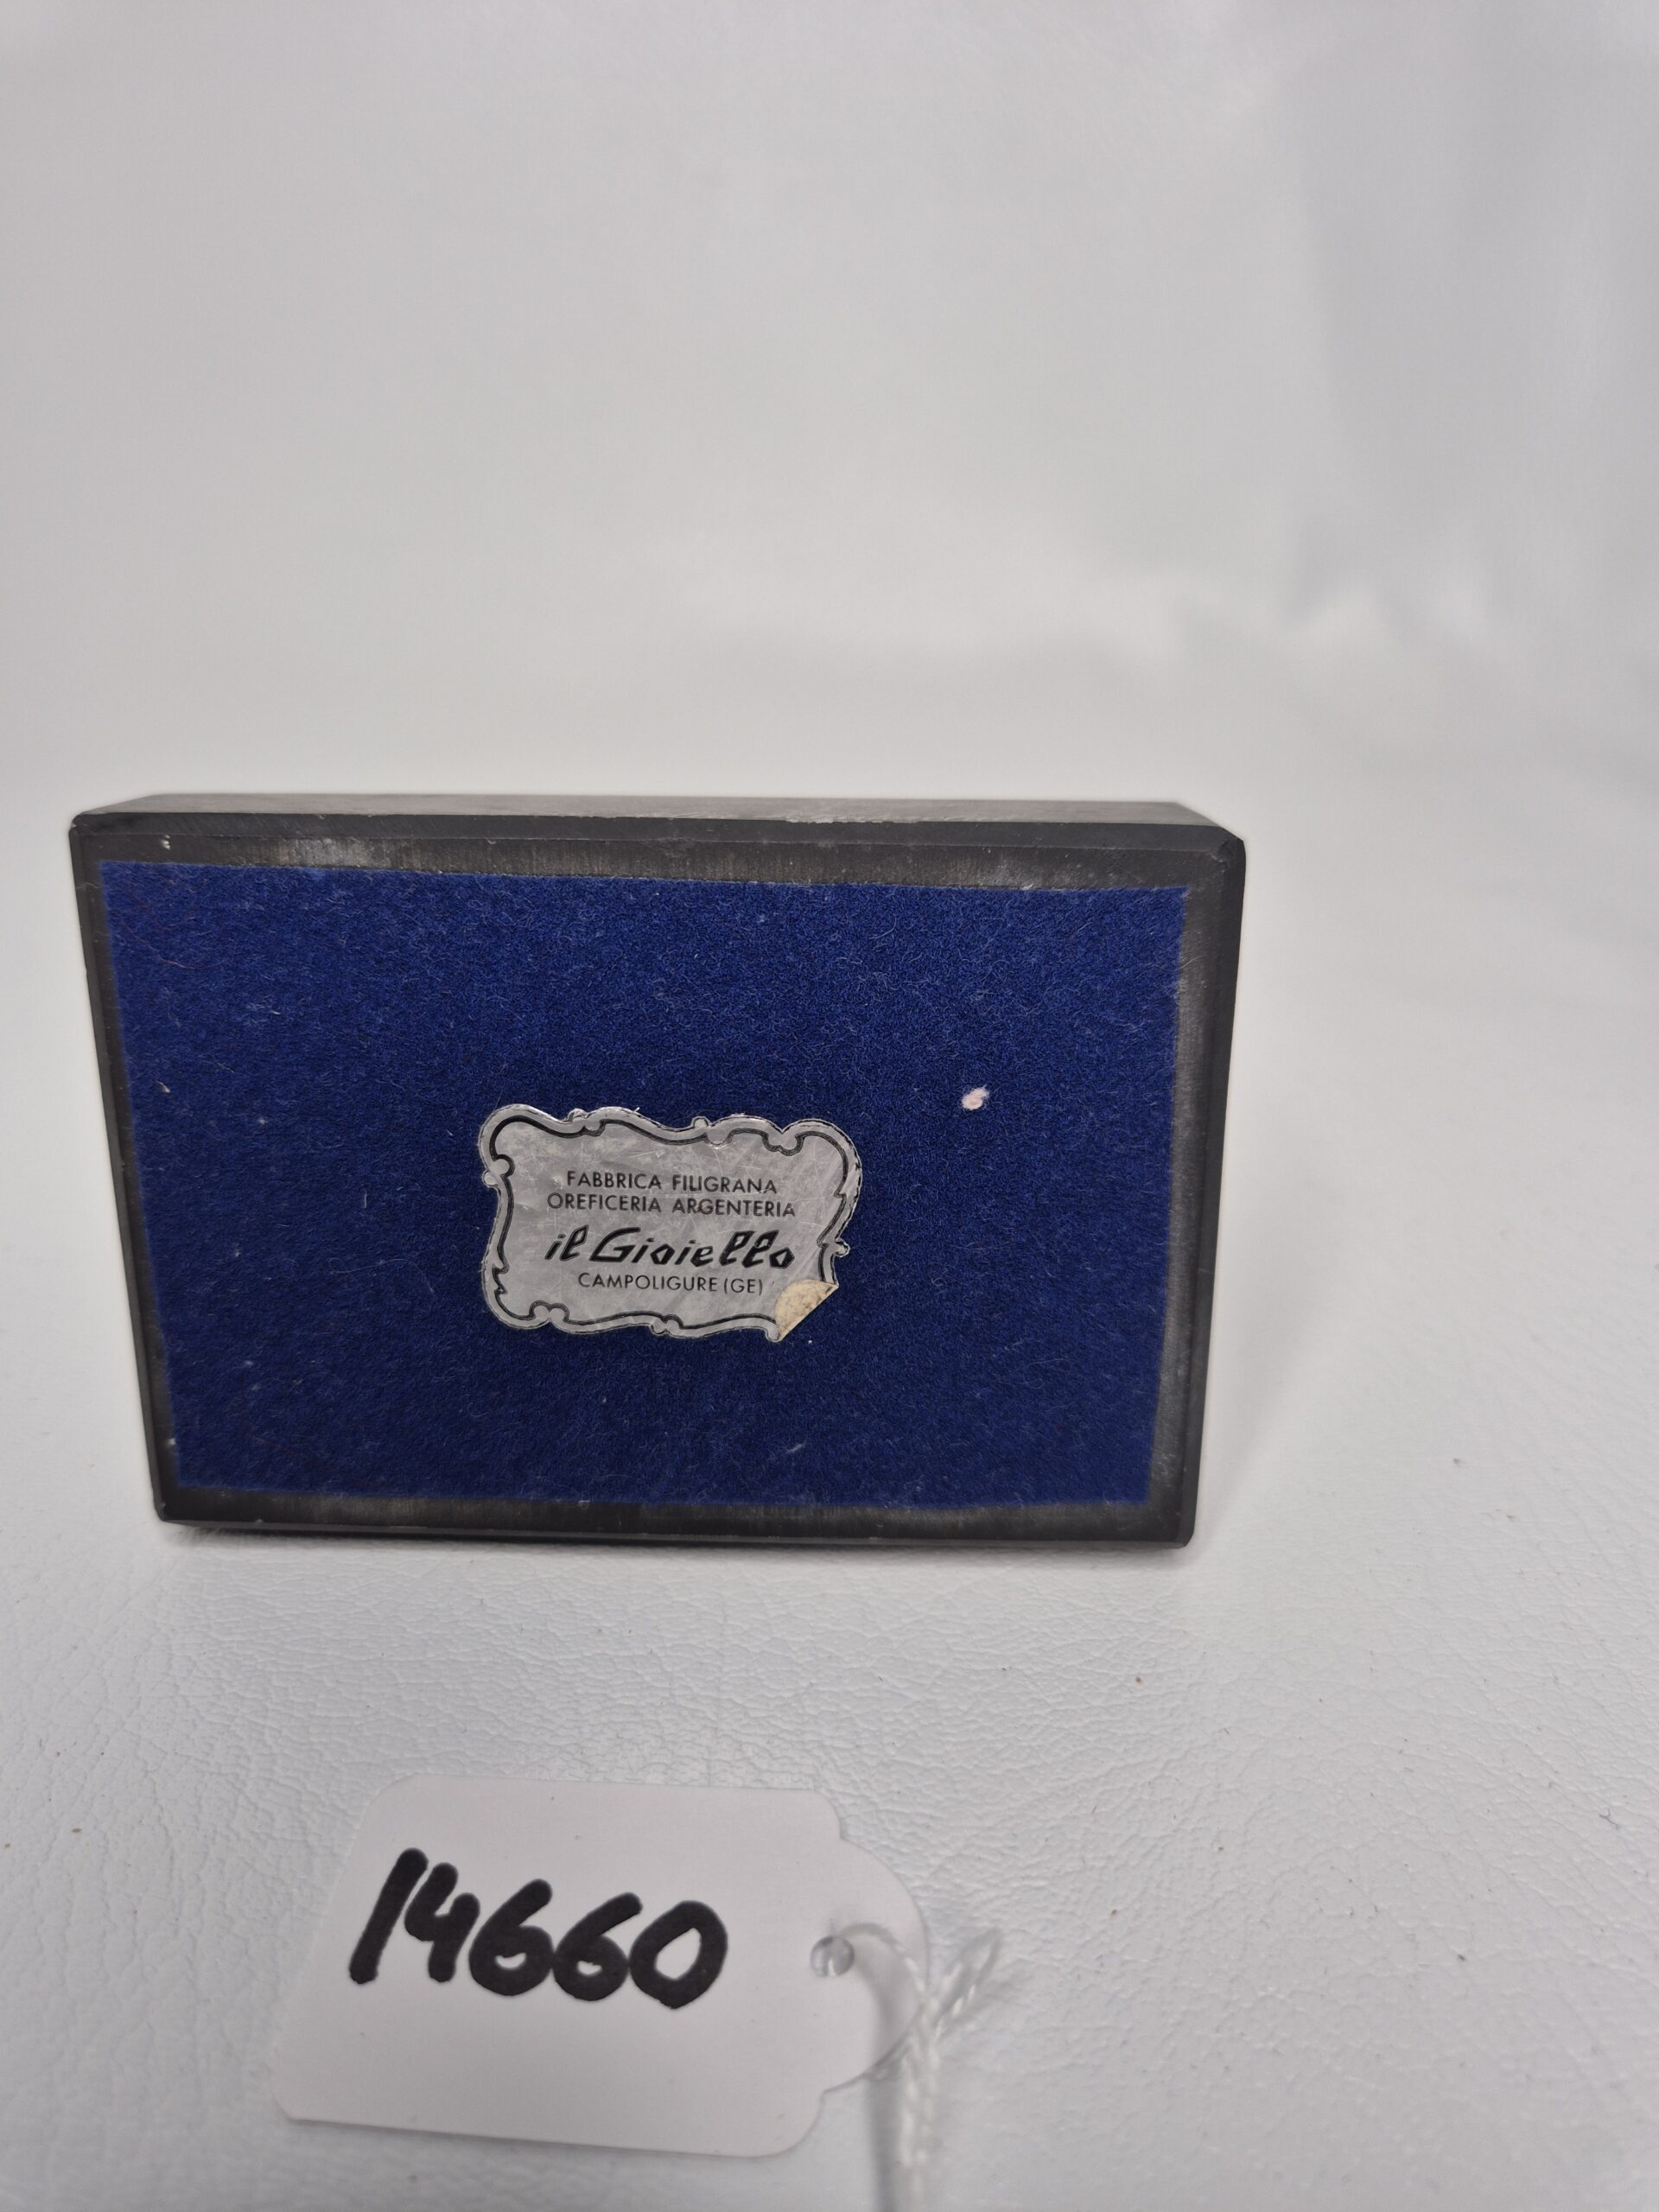 FABBRICA FILIGRANA
OREFICERIA ARGENTERIA
il Gioiello
CAMPOLIGURE (GE)
14660